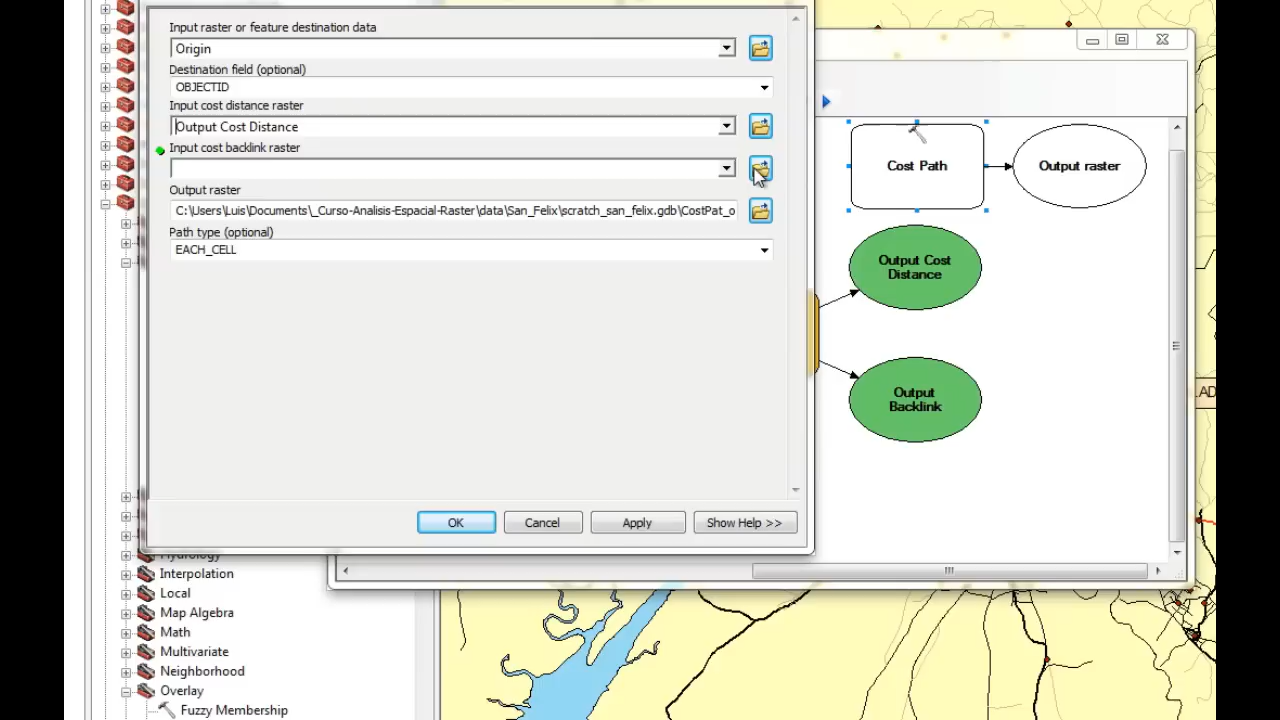 Input raster or feature destination data
Origin
Destination field (optional)
OBJECTID
Input cost distance raster
Output Cost Distance
Input cost backlink raster
Output raster
C:\Users\Luis\Documents\_Curso-Analisis-Espacial-Raster\data\San_Felix\scratch_san_felix.gdb\CostPat_o
Path type (optional)
EACH_CELL
OK
Cancel
Apply
Show Help >>
Cost Path
Output raster
Output Cost
Distance
Output
Backlink
Hydrology
Interpolation
Local
Map Algebra
Math
Multivariate
Neighborhood
Overlay
Fuzzy Membership